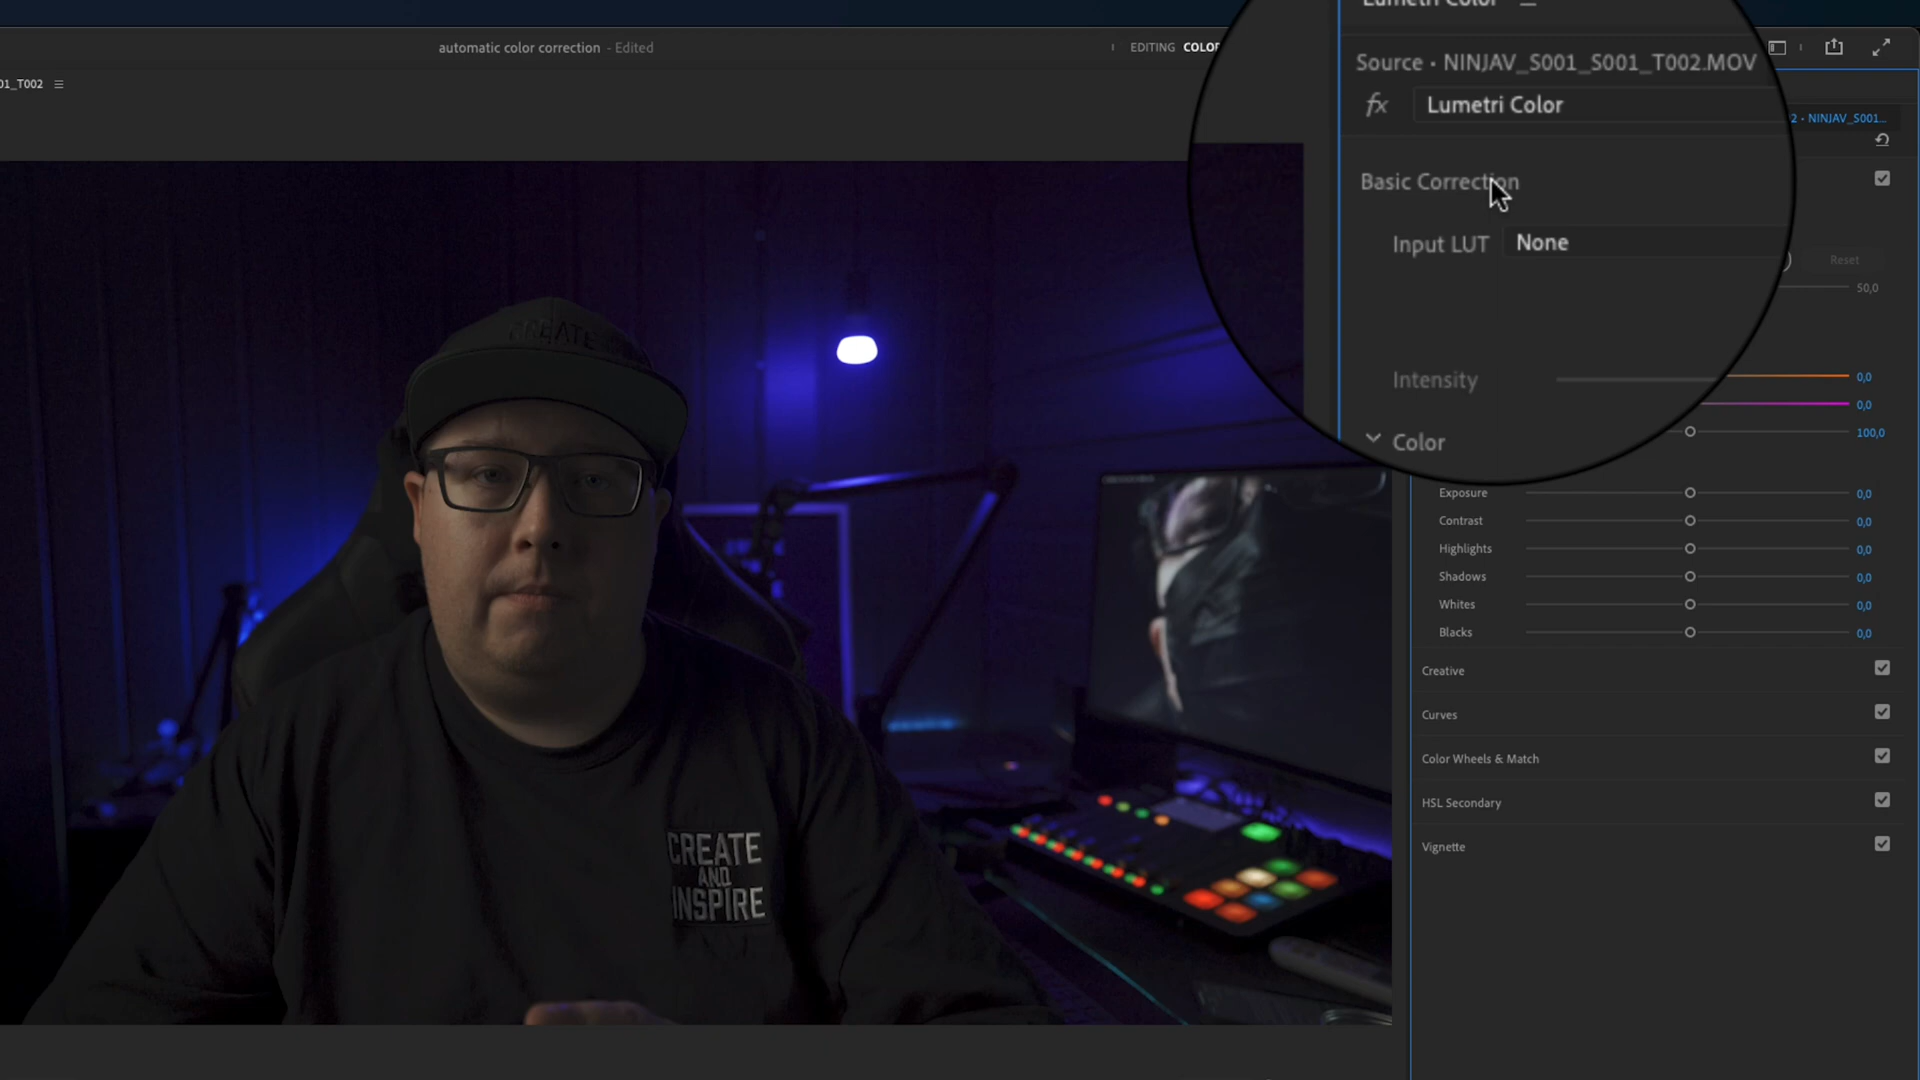 Lumetri Color
automatic color correction - Edited
EDITING COLOR
01_T002
Source • NINJAV_S001_S001_T002.MOV
fx Lumetri Color
2 • NINJAV_S001...
Basic Correction
Input LUT None
Reset
50,0
Intensity
0,0
0,0
Color
100,0
Exposure 0,0
Contrast 0,0
Highlights 0,0
Shadows 0,0
Whites 0,0
Blacks 0,0
Creative
Curves
Color Wheels & Match
HSL Secondary
Vignette
CREATE
CREATE
AND
INSPIRE